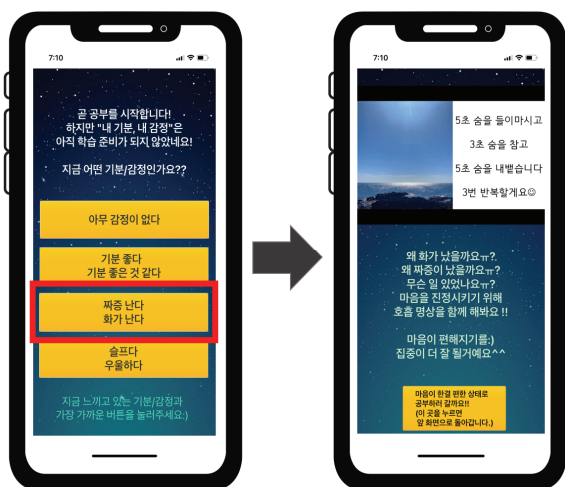 7:10
곧 공부를 시작합니다!
하지만 "내 기분, 내 감정"은
아직 학습 준비가 되지 않았네요!
지금 어떤 기분/감정인가요??
아무 감정이 없다
기분 좋다
기분 좋은 것 같다
짜증 난다
화가 난다
슬프다
우울하다
지금 느끼고 있는 기분/감정과
가장 가까운 버튼을 눌러주세요:)
7:10
5초 숨을 들이마시고
3초 숨을 참고
5초 숨을 내뱉습니다
3번 반복할게요☺
왜 화가 났을까요ㅠ?
왜 짜증이 났을까요ㅠ?
무슨 일 있었나요ㅠ?
마음을 진정시키기 위해
호흡 명상을 함께 해봐요 !!
마음이 편해지기를:)
집중이 더 잘 될거예요^^
마음이 한결 편한 상태로
공부하러 갈까요!!
(이 곳을 누르면
앞 화면으로 돌아갑니다.)